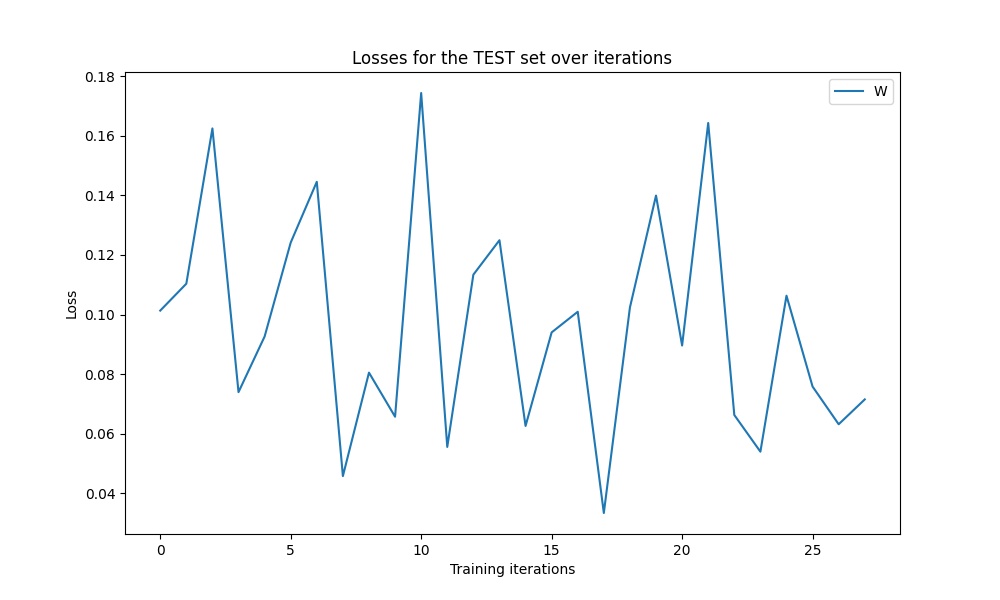 Losses for the TEST set over iterations
W
0.18
0.16
0.14
0.12
0.10
0.08
0.06
0.04
Loss
0 5 10 15 20 25
Training iterations